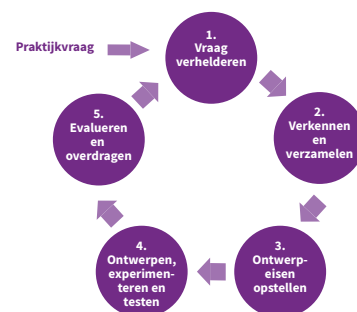 Praktijkvraag
1.
Vraag
verhelderen
2.
Verkennen
en
verzamelen
3.
Ontwerp-
eisen
opstellen
4.
Ontwerpen,
experimen-
teren en
testen
5.
Evalueren
en
overdragen